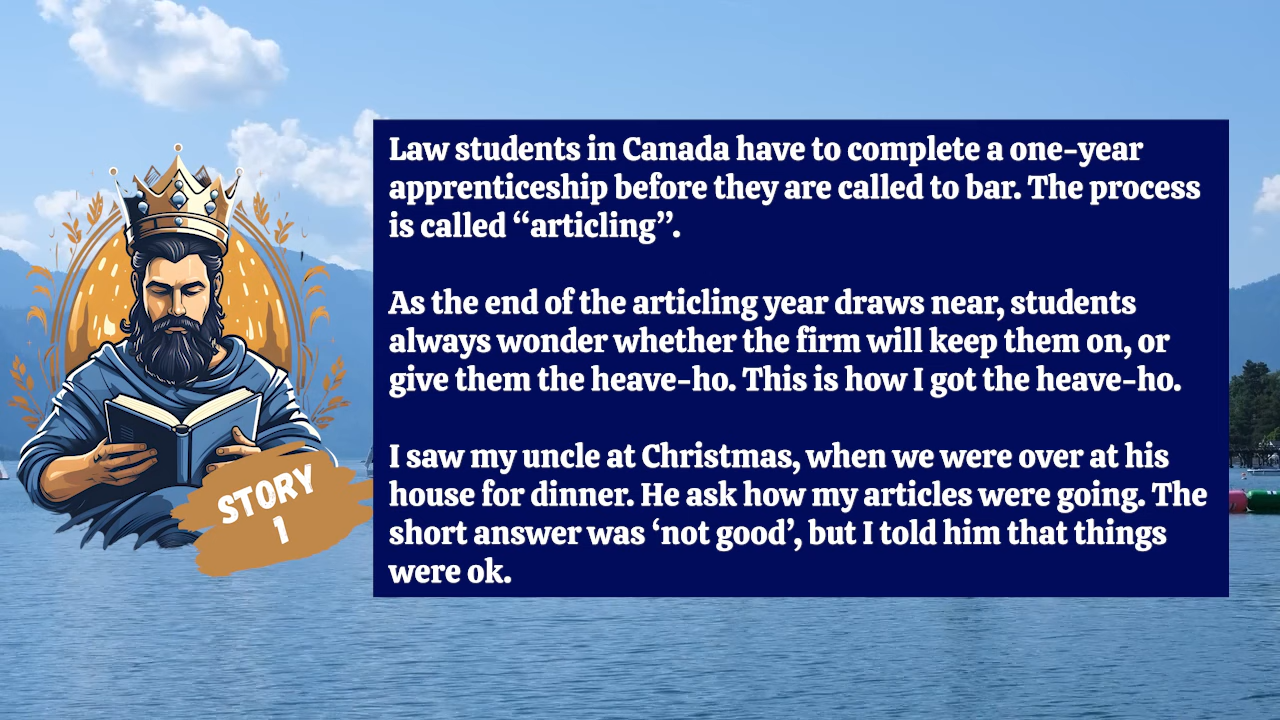 Law students in Canada have to complete a one-year
apprenticeship before they are called to bar. The process
is called “articling”.
As the end of the articling year draws near, students
always wonder whether the firm will keep them on, or
give them the heave-ho. This is how I got the heave-ho.
I saw my uncle at Christmas, when we were over at his
house for dinner. He ask how my articles were going. The
short answer was ‘not good’, but I told him that things
were ok.
STORY
1